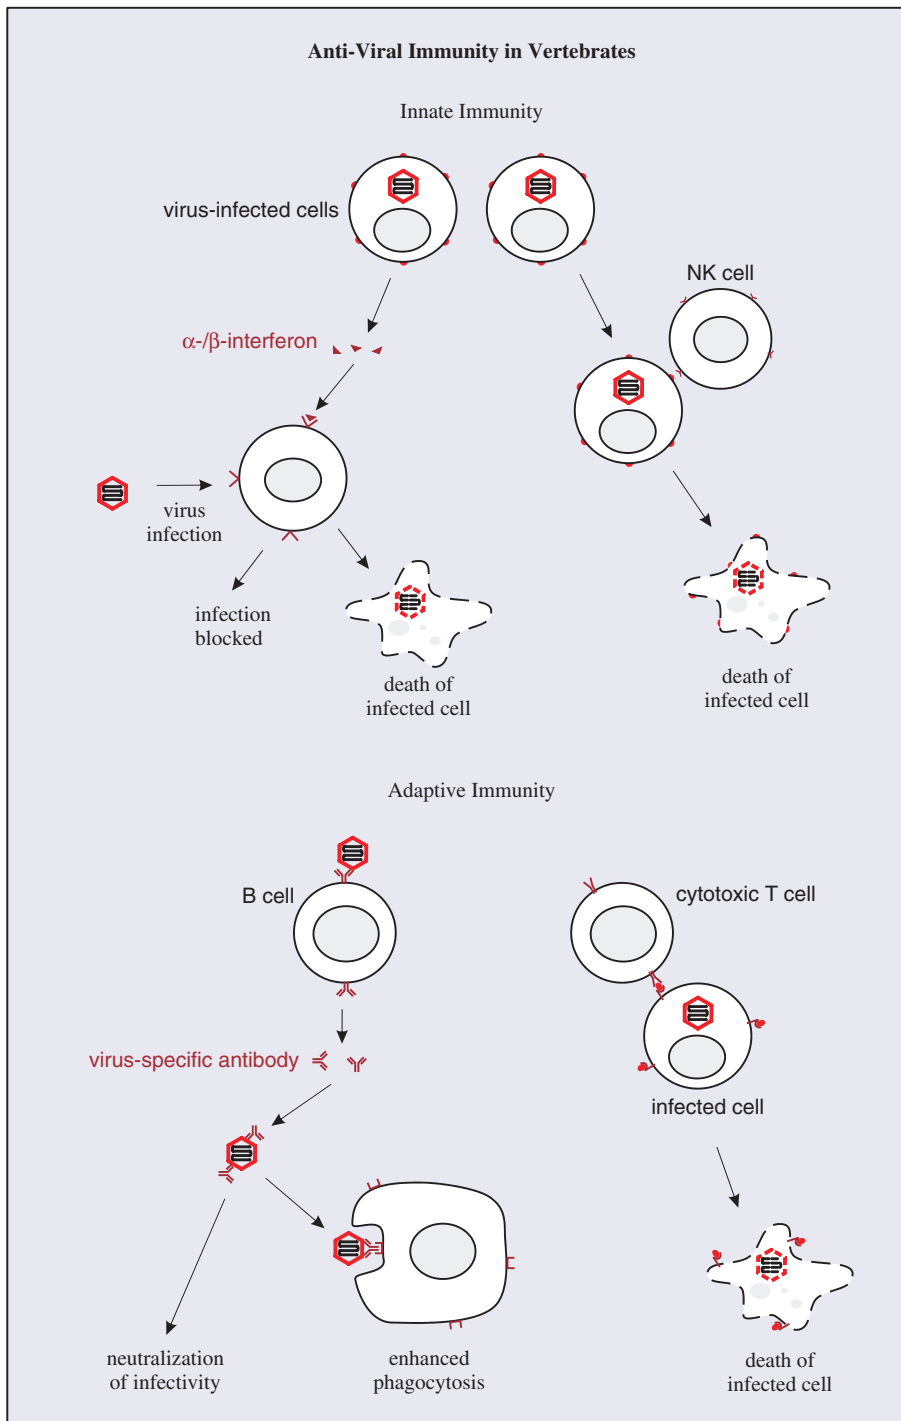 Anti-Viral Immunity in Vertebrates
Innate Immunity
virus-infected cells
NK cell
α-/β-interferon
virus
infection
infection
blocked
death of
infected cell
death of
infected cell
Adaptive Immunity
B cell
cytotoxic T cell
virus-specific antibody
infected cell
neutralization
of infectivity
enhanced
phagocytosis
death of
infected cell